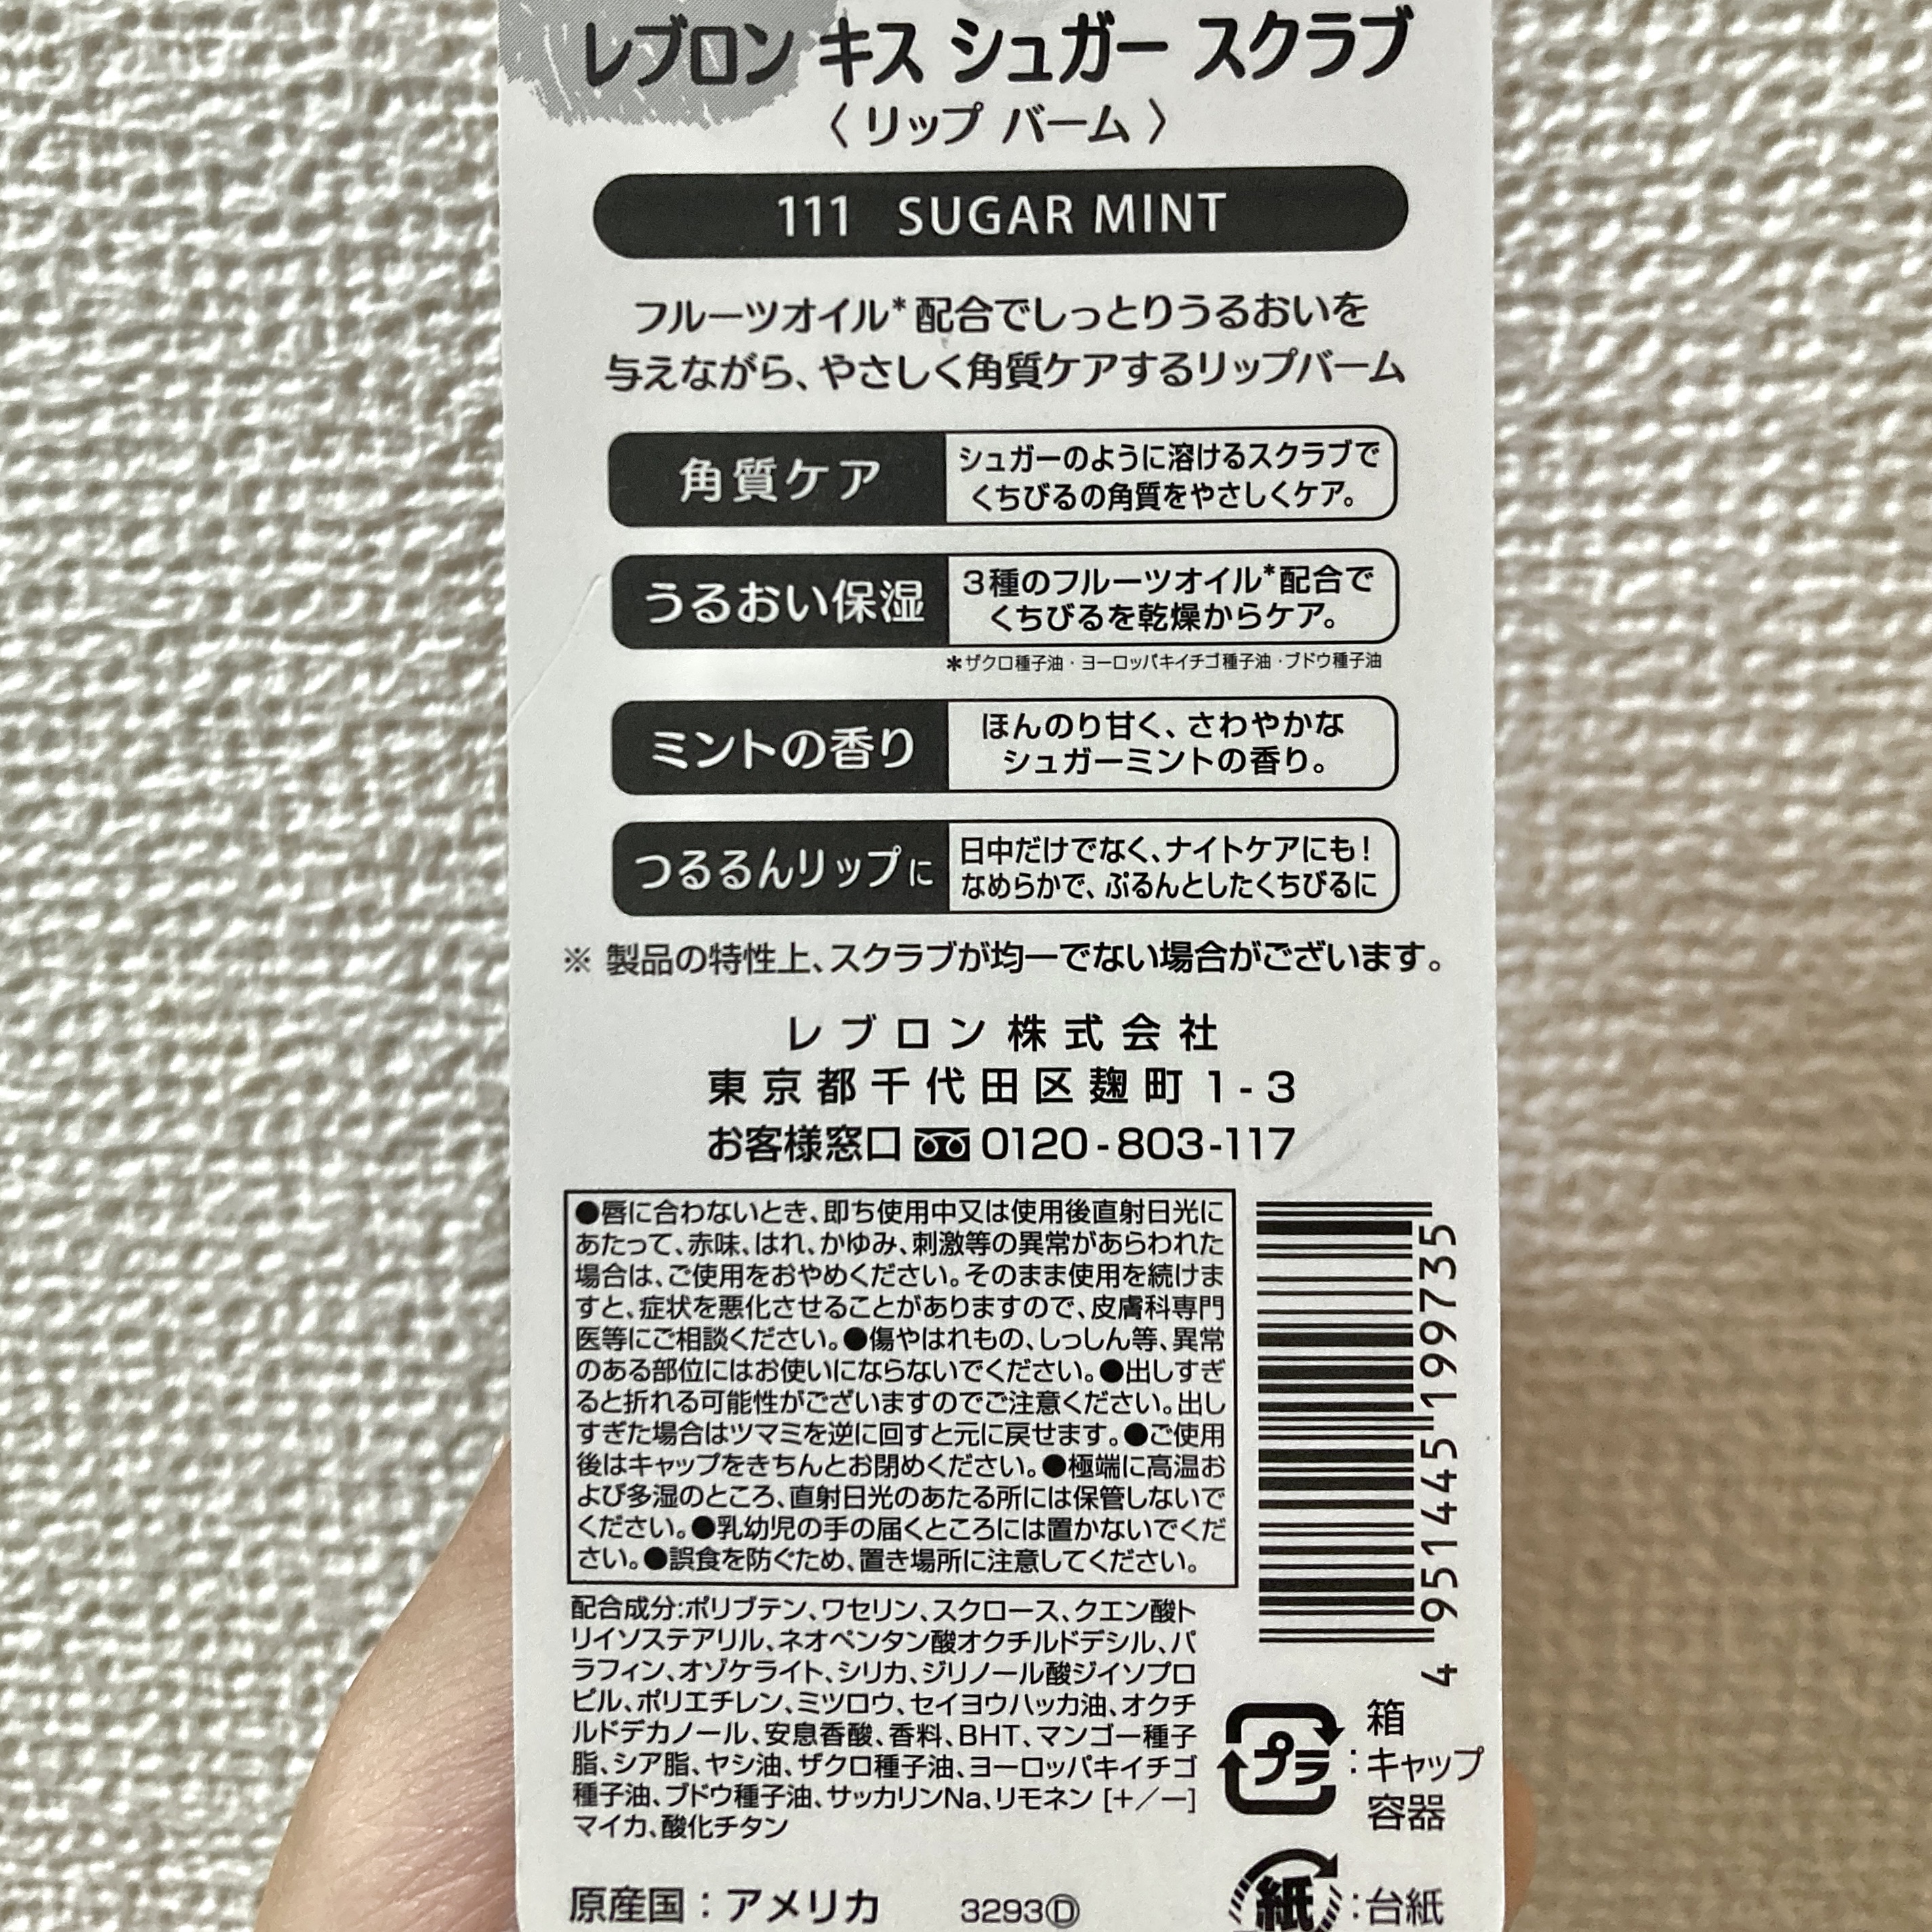 レブロン キス シュガー スクラブ
〈 リップ バーム 〉
111 SUGAR MINT
フルーツオイル*配合でしっとりうるおいを
与えながら、やさしく角質ケアするリップバーム
角質ケア
シュガーのように溶けるスクラブで
くちびるの角質をやさしくケア。
うるおい保湿
3種のフルーツオイル*配合で
くちびるを乾燥からケア。
*ザクロ種子油・ヨーロッパキイチゴ種子油・ブドウ種子油
ミントの香り
ほんのり甘く、さわやかな
シュガーミントの香り。
つるるんリップに
日中だけでなく、ナイトケアにも!
なめらかで、ぷるんとしたくちびるに
※ 製品の特性上、スクラブが均一でない場合がございます。
レブロン株式会社
東京都千代田区麹町1-3
お客様窓口 0120-803-117
●唇に合わないとき、即ち使用中又は使用後直射日光に
あたって、赤味、はれ、かゆみ、刺激等の異常があらわれた
場合は、ご使用をおやめください。そのまま使用を続けま
すと、症状を悪化させることがありますので、皮膚科専門
医等にご相談ください。●傷やはれもの、しっしん等、異常
のある部位にはお使いにならないでください。●出しすぎ
ると折れる可能性がございますのでご注意ください。出し
すぎた場合はツマミを逆に回すと元に戻せます。●ご使用
後はキャップをきちんとお閉めください。●極端に高温お
よび多湿のところ、直射日光のあたる所には保管しないで
ください。●乳幼児の手の届くところには置かないでくだ
さい。●誤食を防ぐため、置き場所に注意してください。
4951445199735
配合成分:ポリブテン、ワセリン、スクロース、クエン酸ト
リイソステアリル、ネオペンタン酸オクチルドデシル、パ
ラフィン、オゾケライト、シリカ、ジリノール酸ジイソプロ
ピル、ポリエチレン、ミツロウ、セイヨウハッカ油、オクチ
ルドデカノール、安息香酸、香料、BHT、マンゴー種子
脂、シア脂、ヤシ油、ザクロ種子油、ヨーロッパキイチゴ
種子油、ブドウ種子油、サッカリンNa、リモネン [+/−]
マイカ、酸化チタン
プラ:
箱
キャップ
容器
原産国:アメリカ 3293Ⓓ
紙:台紙